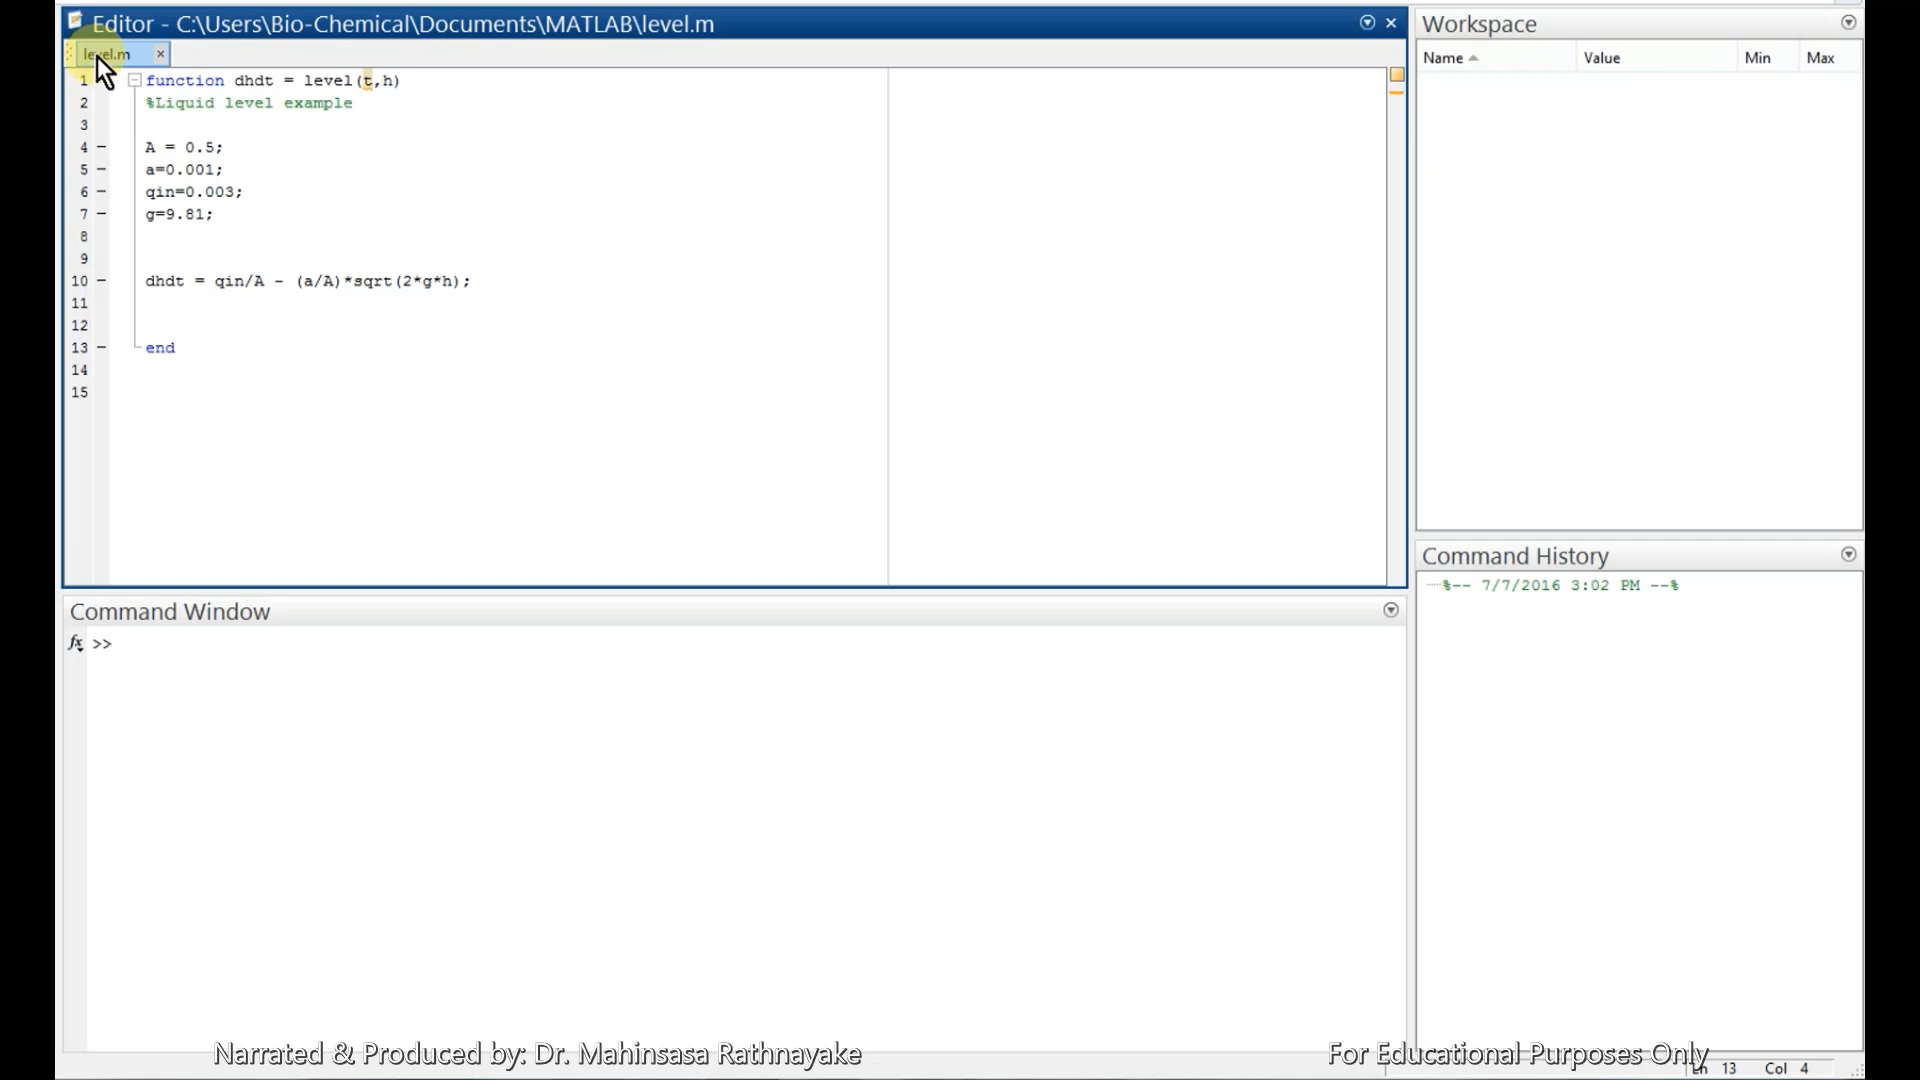 Editor - C:\Users\Bio-Chemical\Documents\MATLAB\level.m
level.m
1 function dhdt = level(t,h)
2 %Liquid level example
3
4 A = 0.5;
5 a=0.001;
6 qin=0.003;
7 g=9.81;
8
9
10 dhdt = qin/A - (a/A)*sqrt(2*g*h);
11
12
13 end
14
15
Command Window
fx >>
Workspace
Name Value Min Max
Command History
%-- 7/7/2016 3:02 PM --%
Narrated & Produced by: Dr. Mahinsasa Rathnayake
For Educational Purposes Only
Ln 13 Col 4